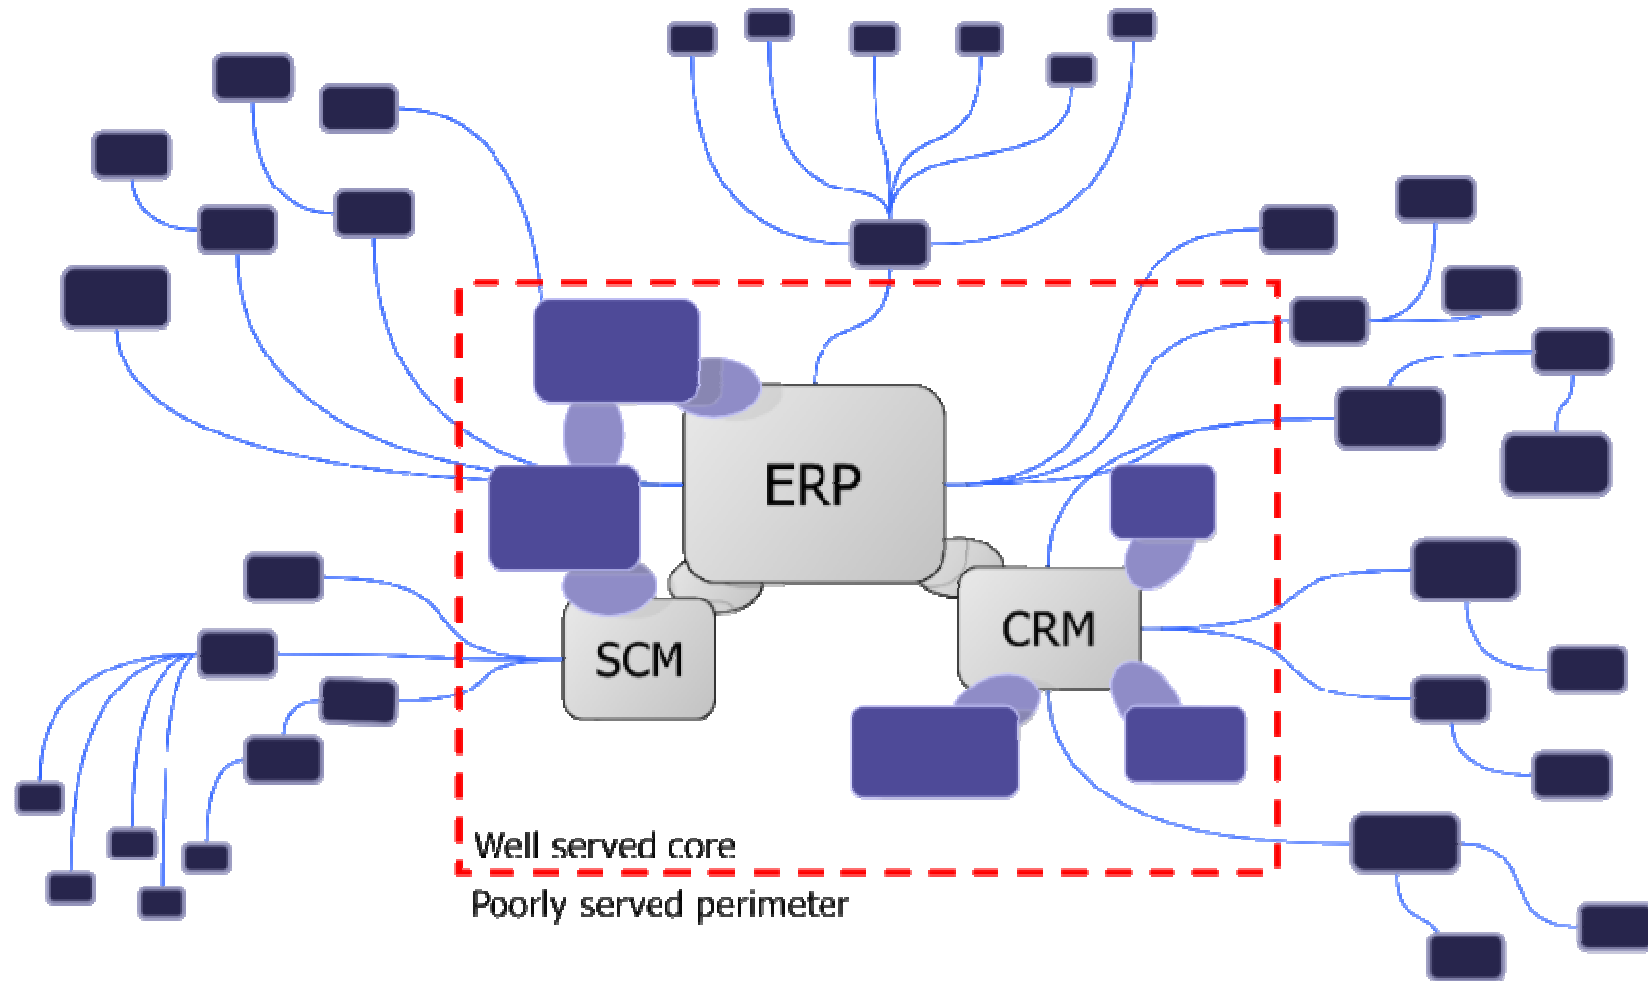 ERP
CRM
SCM
Well served core
Poorly served perimeter